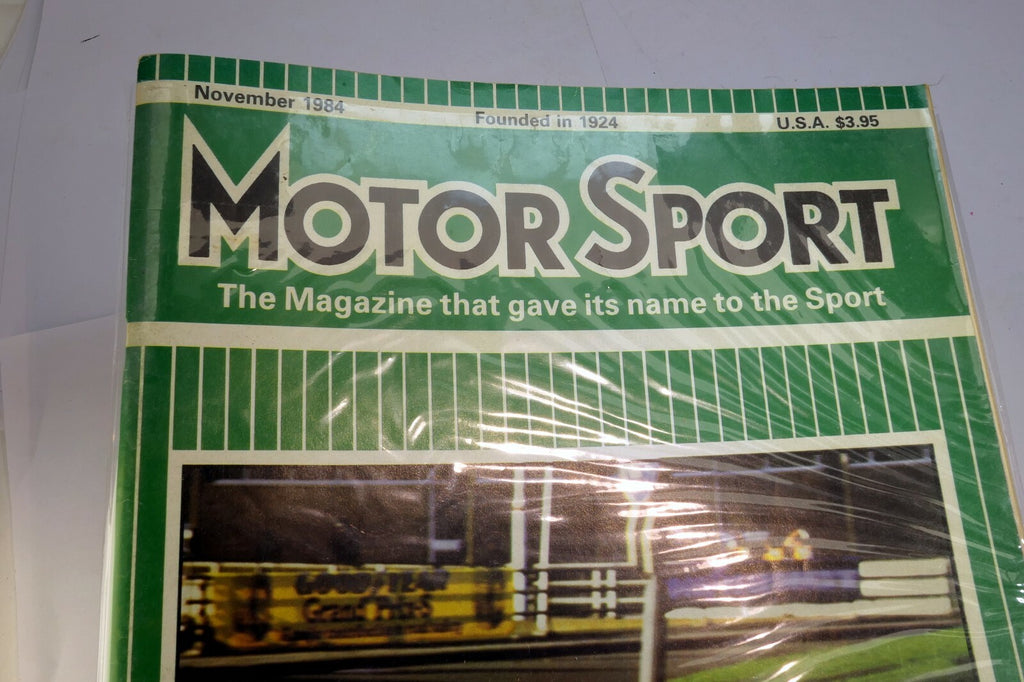 November 1984
Founded in 1924
U.S.A. $3.95
MOTOR SPORT
The Magazine that gave its name to the Sport
GOODYEAR